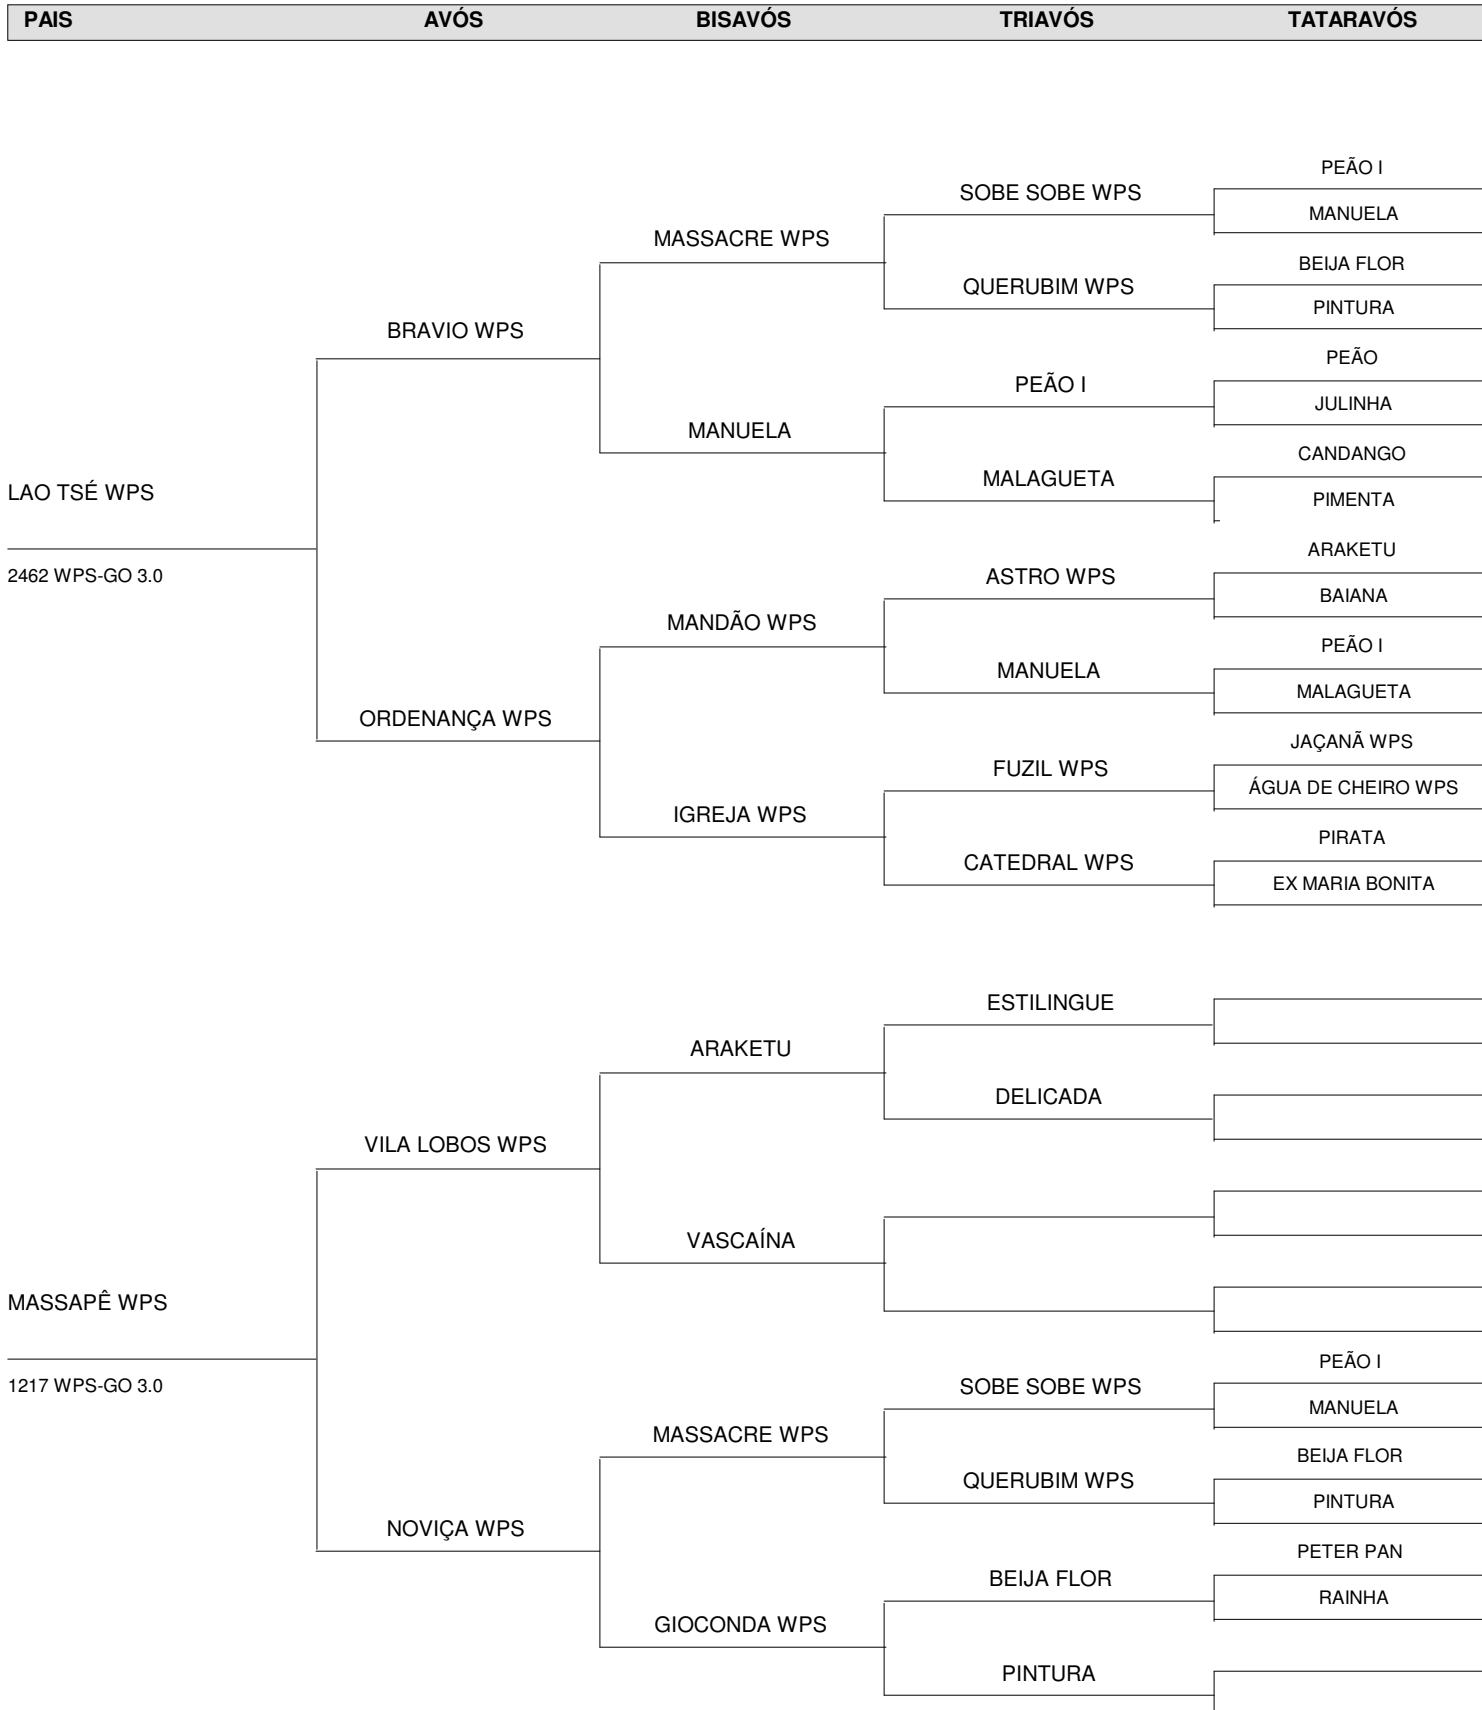 PAIS AVÓS BISAVÓS TRIAVÓS TATARAVÓS
PEÃO I
SOBE SOBE WPS
MANUELA
MASSACRE WPS
BEIJA FLOR
QUERUBIM WPS
PINTURA
BRAVIO WPS
PEÃO
PEÃO I
JULINHA
MANUELA
CANDANGO
MALAGUETA
LAO TSÉ WPS
PIMENTA
ARAKETU
2462 WPS-GO 3.0
ASTRO WPS
BAIANA
MANDÃO WPS
PEÃO I
MANUELA
MALAGUETA
ORDENANÇA WPS
JAÇANÃ WPS
FUZIL WPS
ÁGUA DE CHEIRO WPS
IGREJA WPS
PIRATA
CATEDRAL WPS
EX MARIA BONITA
ESTILINGUE
ARAKETU
DELICADA
VILA LOBOS WPS
VASCAÍNA
MASSAPÊ WPS
PEÃO I
1217 WPS-GO 3.0
SOBE SOBE WPS
MANUELA
MASSACRE WPS
BEIJA FLOR
QUERUBIM WPS
PINTURA
NOVIÇA WPS
PETER PAN
BEIJA FLOR
RAINHA
GIOCONDA WPS
PINTURA